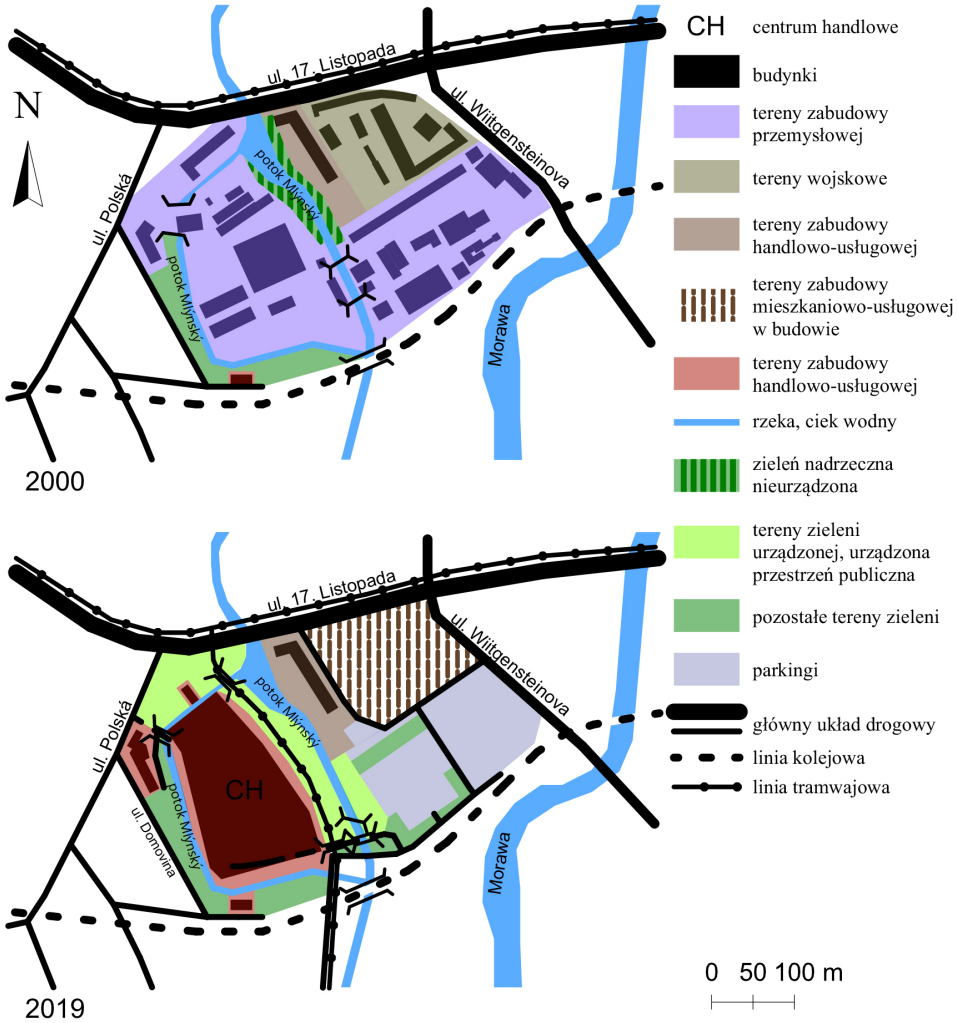 ul. 17. Listopada
N
ul. Wiitgensteinova
potok Mlýnský
ul. Polská
potok Mlýnský
Morawa
2000
ul. 17. Listopada
ul. Wiitgensteinova
potok Mlýnský
ul. Polská
CH
potok Mlýnský
ul. Domovina
Morawa
2019
CH
centrum handlowe
budynki
tereny zabudowy
przemysłowej
tereny wojskowe
tereny zabudowy
handlowo-usługowej
tereny zabudowy
mieszkaniowo-usługowej
w budowie
tereny zabudowy
handlowo-usługowej
rzeka, ciek wodny
zieleń nadrzeczna
nieurządzona
tereny zieleni
urządzonej, urządzona
przestrzeń publiczna
pozostałe tereny zieleni
parkingi
główny układ drogowy
linia kolejowa
linia tramwajowa
0 50 100 m